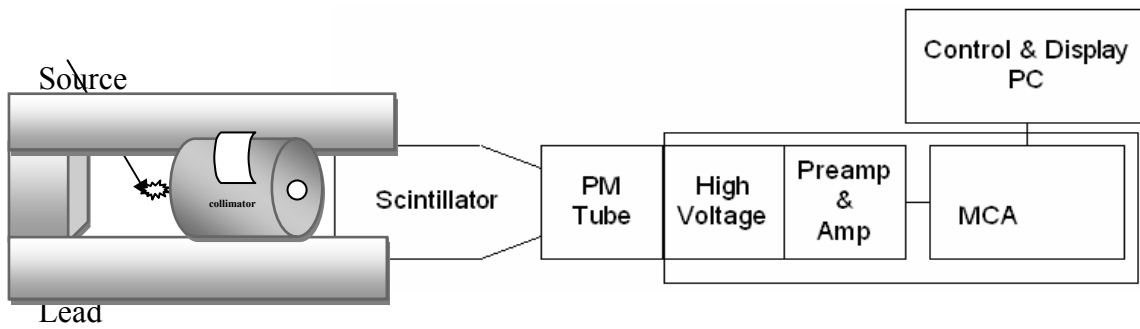 Control & Display
PC
Source
collimator
Scintillator
PM
Tube
High
Voltage
Preamp
&
Amp
MCA
Lead